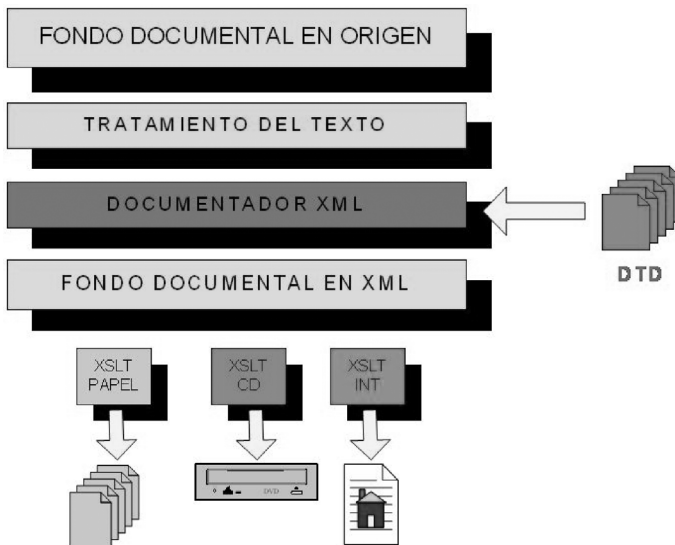 FONDO DOCUMENTAL EN ORIGEN
TRATAMIENTO DEL TEXTO
DOCUMENTADOR XML
DTD
FONDO DOCUMENTAL EN XML
XSLT
PAPEL
XSLT
CD
XSLT
INT
DVD